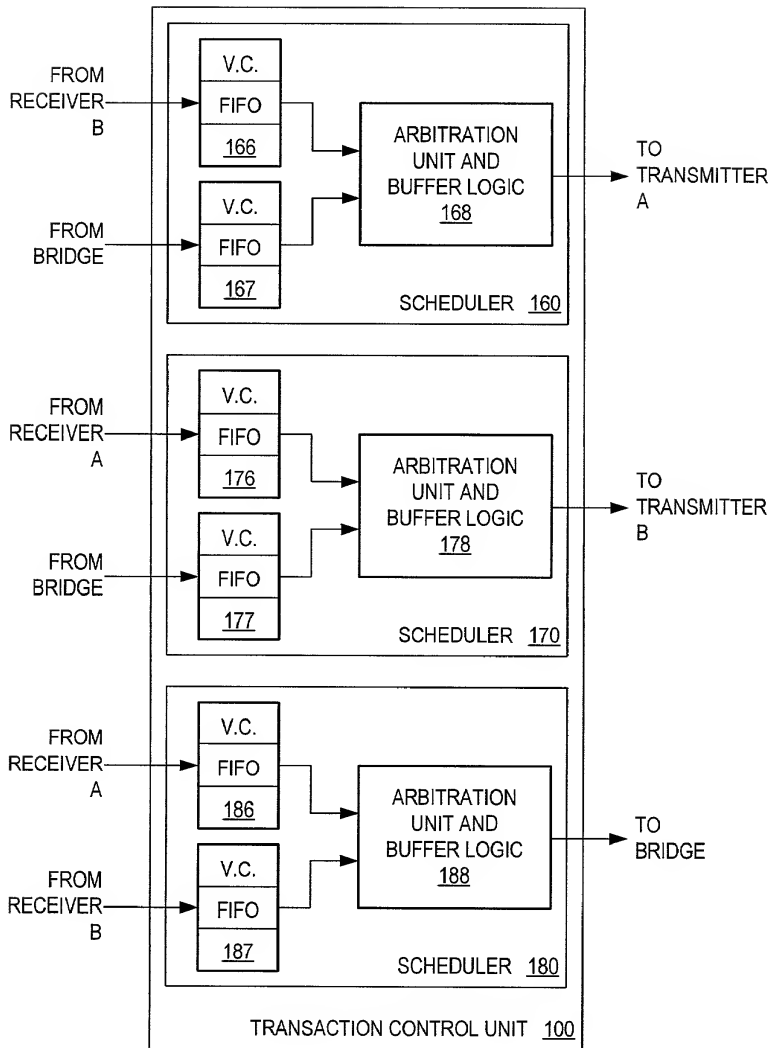 FROM
RECEIVER
B
V.C.
FIFO
166
FROM
BRIDGE
V.C.
FIFO
167
ARBITRATION
UNIT AND
BUFFER LOGIC
168
TO
TRANSMITTER
A
SCHEDULER 160
FROM
RECEIVER
A
V.C.
FIFO
176
FROM
BRIDGE
V.C.
FIFO
177
ARBITRATION
UNIT AND
BUFFER LOGIC
178
TO
TRANSMITTER
B
SCHEDULER 170
FROM
RECEIVER
A
V.C.
FIFO
186
FROM
RECEIVER
B
V.C.
FIFO
187
ARBITRATION
UNIT AND
BUFFER LOGIC
188
TO
BRIDGE
SCHEDULER 180
TRANSACTION CONTROL UNIT 100